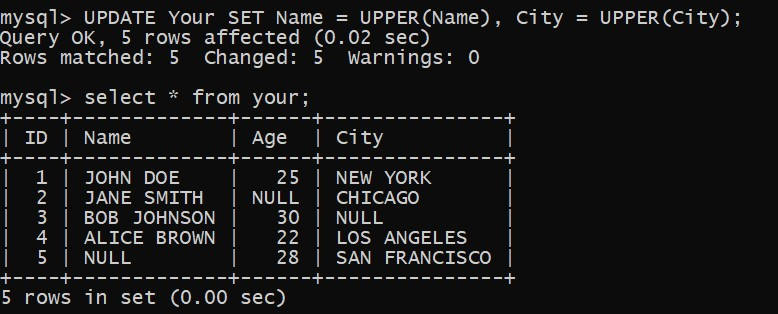 mysql> UPDATE Your SET Name = UPPER(Name), City = UPPER(City);
Query OK, 5 rows affected (0.02 sec)
Rows matched: 5  Changed: 5  Warnings: 0
mysql> select * from your;
+----+-------------+------+---------------+
| ID | Name        | Age  | City          |
+----+-------------+------+---------------+
|  1 | JOHN DOE    |   25 | NEW YORK      |
|  2 | JANE SMITH  | NULL | CHICAGO       |
|  3 | BOB JOHNSON |   30 | NULL          |
|  4 | ALICE BROWN |   22 | LOS ANGELES   |
|  5 | NULL        |   28 | SAN FRANCISCO |
+----+-------------+------+---------------+
5 rows in set (0.00 sec)